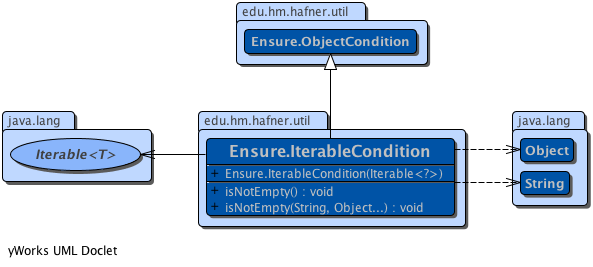 edu.hm.hafner.util
Ensure.ObjectCondition
java.lang
Iterable<T>
edu.hm.hafner.util
Ensure.IterableCondition
+ Ensure.IterableCondition(Iterable<?>)
+ isNotEmpty() : void
+ isNotEmpty(String, Object...) : void
java.lang
Object
String
yWorks UML Doclet